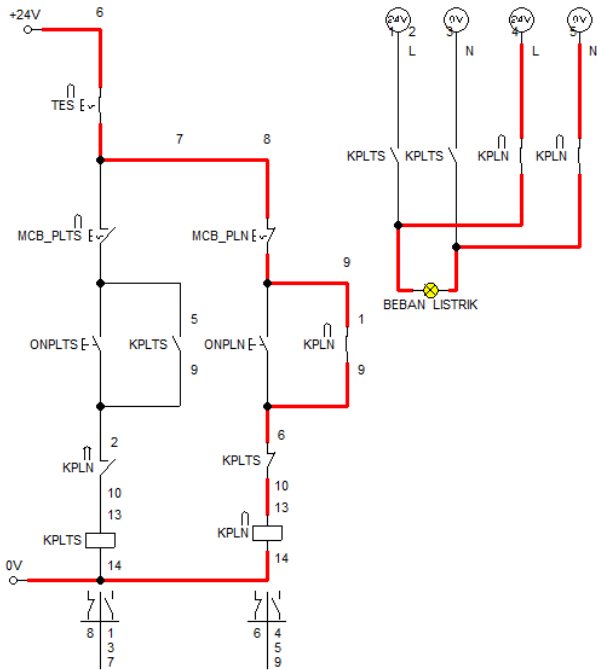 +24V
6
TES
7
8
MCB_PLTS
MCB_PLN
9
5
1
ONPLTS
KPLTS
ONPLN
KPLN
9
9
2
6
KPLN
KPLTS
10
10
13
13
KPLTS
KPLN
0V
14
14
8
1
6
4
3
5
7
9
24V
0V
24V
0V
1
2
3
4
5
L
N
L
N
KPLTS
KPLTS
KPLN
KPLN
BEBAN LISTRIK